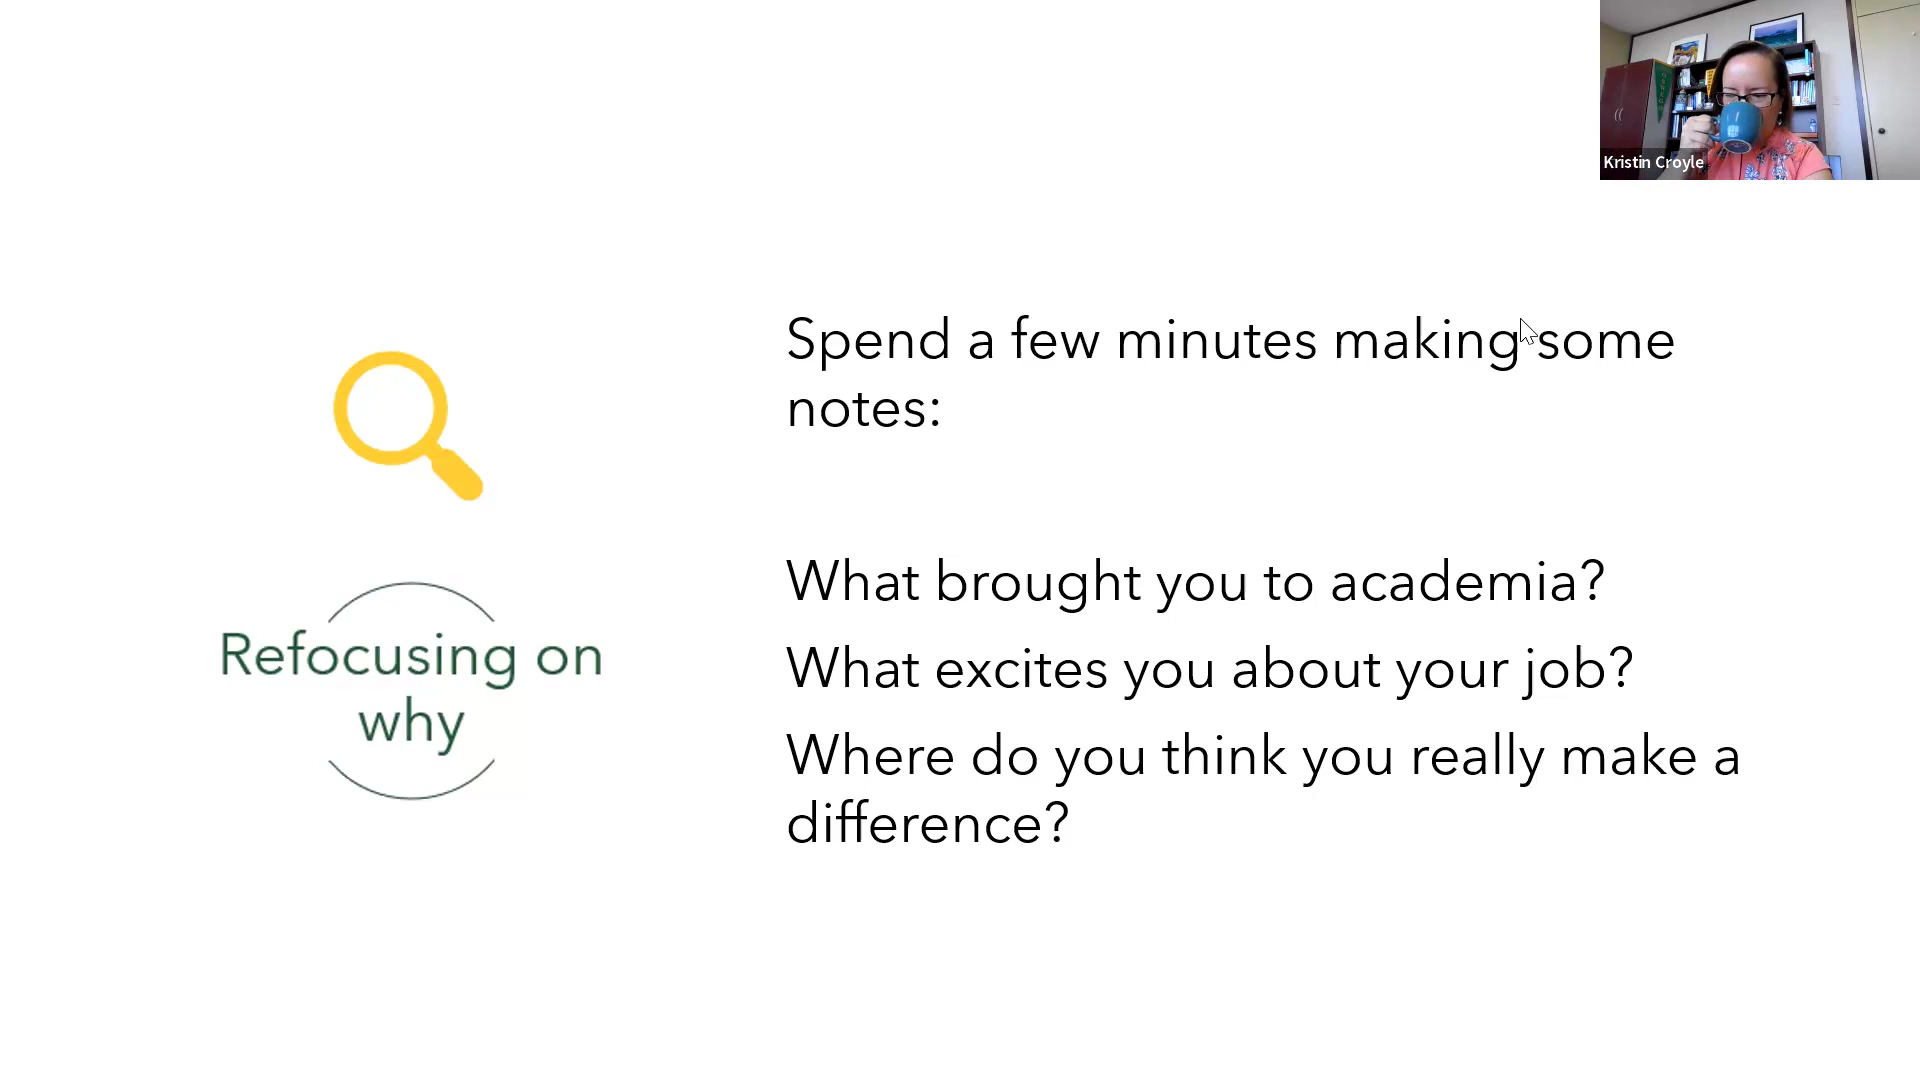 Kristin Croyle
Spend a few minutes making some
notes:
What brought you to academia?
What excites you about your job?
Where do you think you really make a
difference?
Refocusing on
why